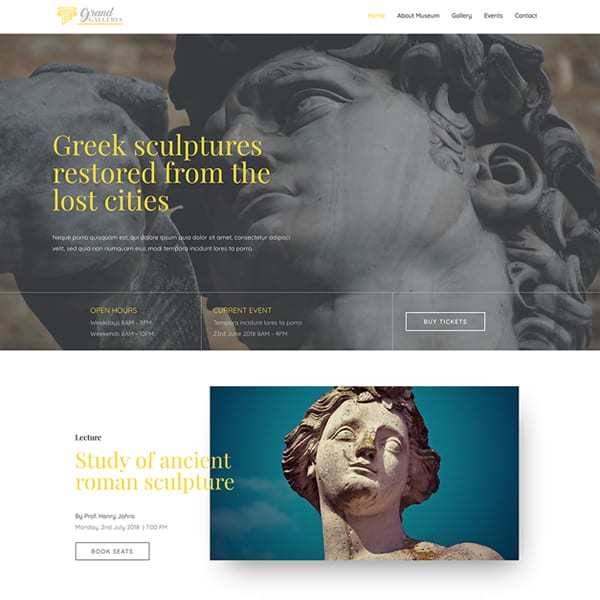 Grand
GALLERIA
Home About Museum Gallery Events Contact
Greek sculptures
restored from the
lost cities
Neque porro quisquam est, qui dolore ipsum quia dolor sit amet, consectetur adipisci
velit, sed quia non numquam eius modi tempora incidunt lores ta porro.
OPEN HOURS
Weekdays 8AM - 8PM
Weekends 8AM - 10PM
CURRENT EVENT
Tempora incidunt lores ta porro
23rd June 2018 8AM - 4PM
BUY TICKETS
Lecture
Study of ancient
roman sculpture
By Prof. Henry Johns
Monday, 2nd July 2018 | 7:00 PM
BOOK SEATS